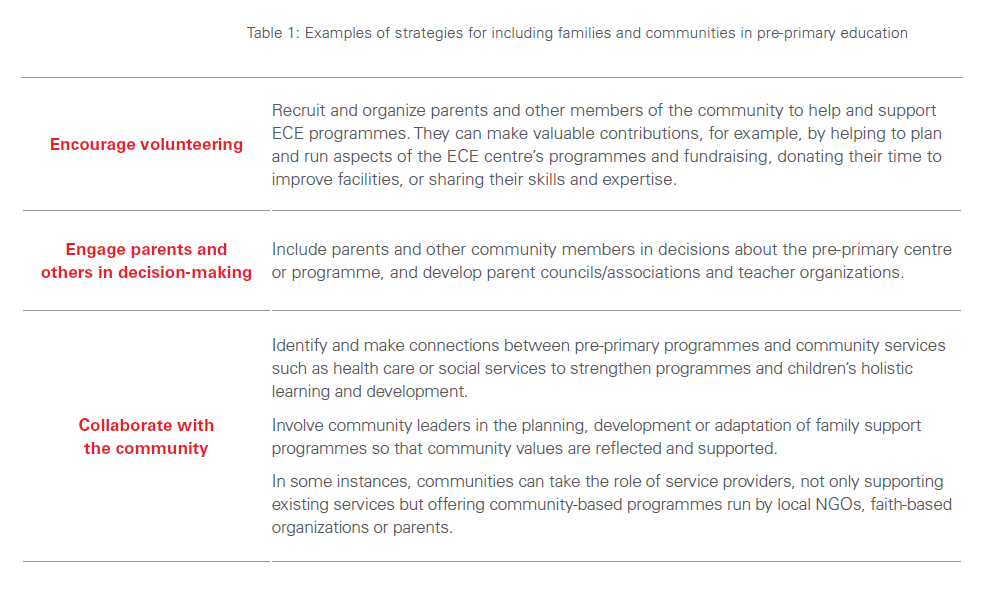 Table 1: Examples of strategies for including families and communities in pre-primary education
Encourage volunteering
Recruit and organize parents and other members of the community to help and support
ECE programmes. They can make valuable contributions, for example, by helping to plan
and run aspects of the ECE centre’s programmes and fundraising, donating their time to
improve facilities, or sharing their skills and expertise.
Engage parents and
others in decision-making
Include parents and other community members in decisions about the pre-primary centre
or programme, and develop parent councils/associations and teacher organizations.
Collaborate with
the community
Identify and make connections between pre-primary programmes and community services
such as health care or social services to strengthen programmes and children’s holistic
learning and development.
Involve community leaders in the planning, development or adaptation of family support
programmes so that community values are reflected and supported.
In some instances, communities can take the role of service providers, not only supporting
existing services but offering community-based programmes run by local NGOs, faith-based
organizations or parents.